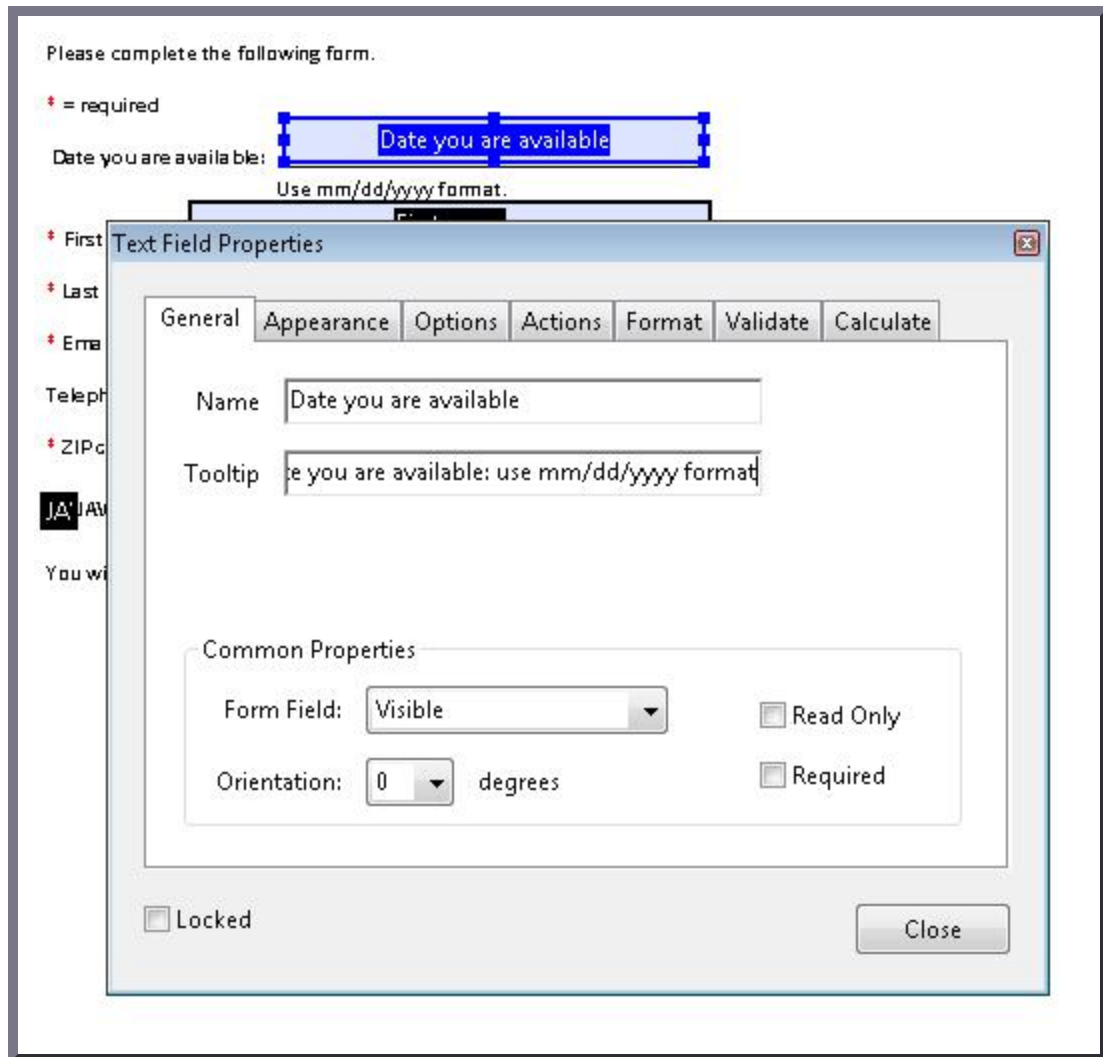 Please complete the following form.
* = required
Date you are available
Date you are available:
Use mm/dd/yyyy format.
* First
Text Field Properties
* Last
General Appearance Options Actions Format Validate Calculate
* Ema
Name Date you are available
Teleph
Tooltip te you are available: use mm/dd/yyyy format
* ZIP c
JA
You wi
Common Properties
Form Field: Visible
Read Only
Orientation: 0 degrees
Required
Locked
Close